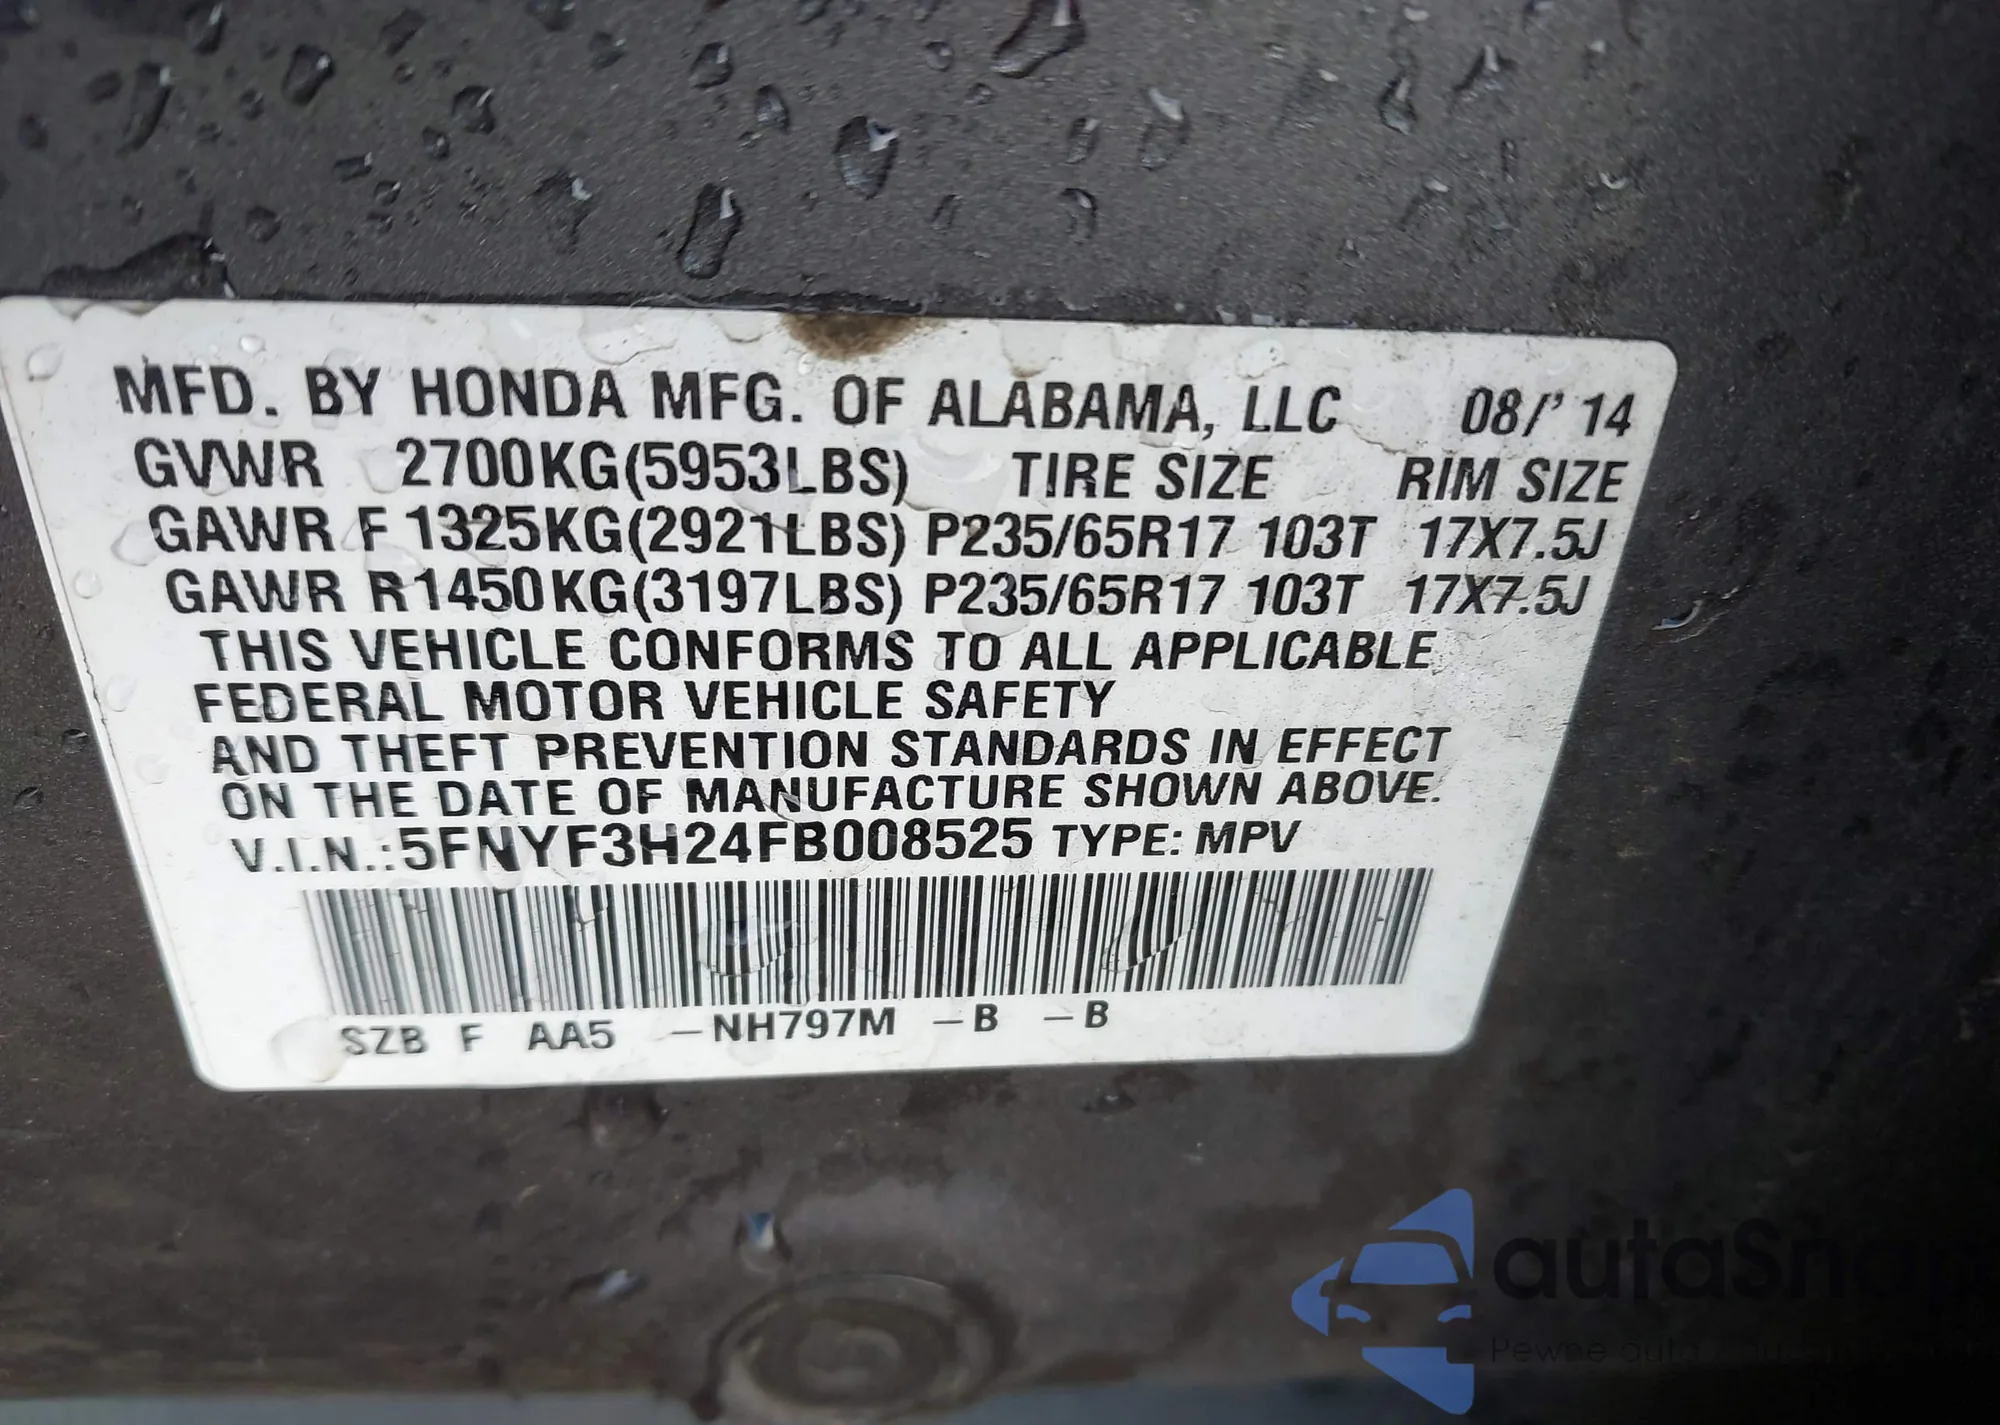 MFD. BY HONDA MFG. OF ALABAMA, LLC 08/' 14
GVWR 2700KG(5953LBS) TIRE SIZE RIM SIZE
GAWR F 1325KG(2921LBS) P235/65R17 103T 17X7.5J
GAWR R 1450KG(3197LBS) P235/65R17 103T 17X7.5J
THIS VEHICLE CONFORMS TO ALL APPLICABLE
FEDERAL MOTOR VEHICLE SAFETY
AND THEFT PREVENTION STANDARDS IN EFFECT
ON THE DATE OF MANUFACTURE SHOWN ABOVE.
V.I.N.:5FNYF3H24FB008525 TYPE: MPV
SZB F AA5 –NH797M –B –B
Pewne auto